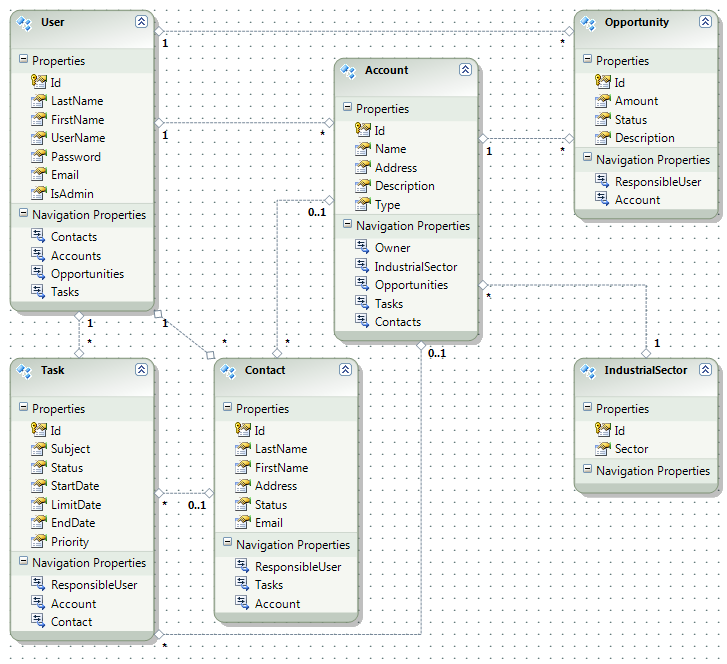 User
Properties
Id
LastName
FirstName
UserName
Password
Email
IsAdmin
Navigation Properties
Contacts
Accounts
Opportunities
Tasks
1
*
1
*
Account
Properties
Id
Name
Address
Description
Type
Navigation Properties
Owner
IndustrialSector
Opportunities
Tasks
Contacts
Opportunity
Properties
Id
Amount
Status
Description
Navigation Properties
ResponsibleUser
Account
1
*
0..1
*
*
1
1
*
1
*
0..1
Task
Properties
Id
Subject
Status
StartDate
LimitDate
EndDate
Priority
Navigation Properties
ResponsibleUser
Account
Contact
*
0..1
*
Contact
Properties
Id
LastName
FirstName
Address
Status
Email
Navigation Properties
ResponsibleUser
Tasks
Account
IndustrialSector
Properties
Id
Sector
Navigation Properties